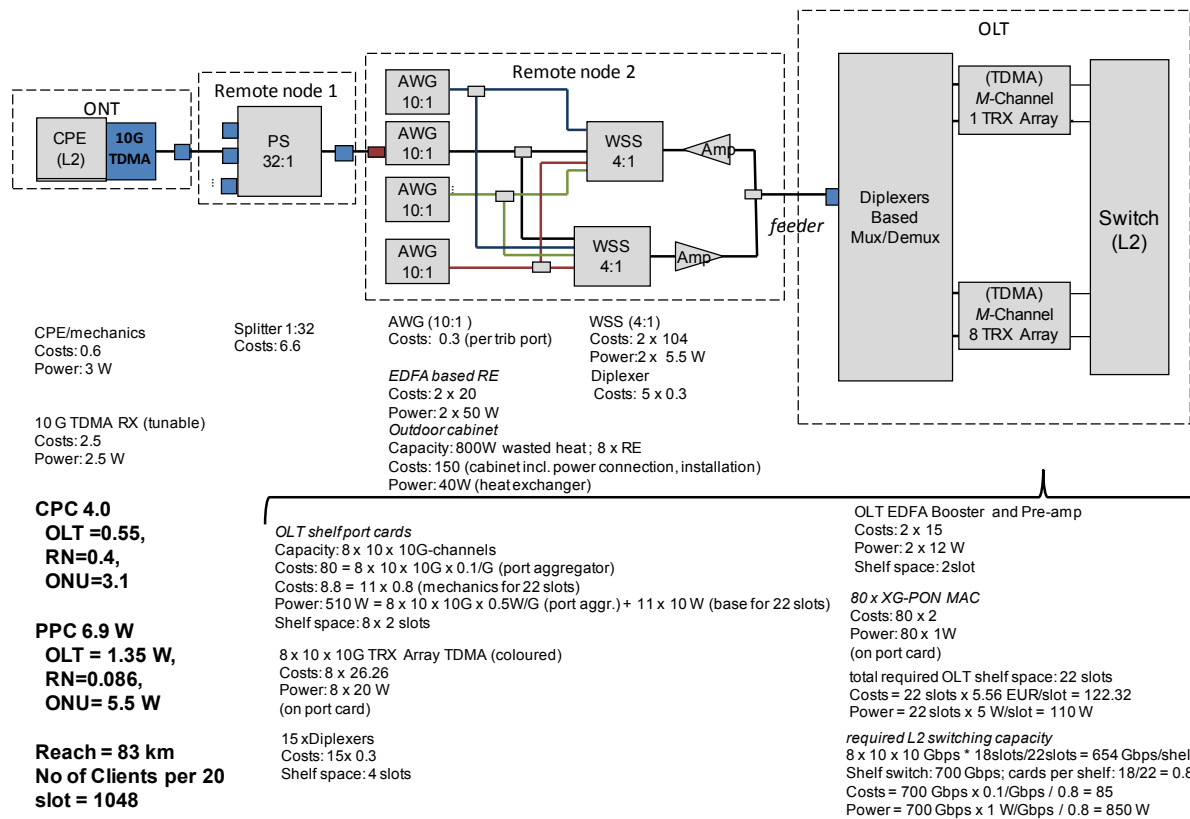 OLT
Remote node 2
Remote node 1
ONT
CPE
(L2)
10G
TDMA
PS
32:1
AWG
10:1
AWG
10:1
AWG
10:1
AWG
10:1
WSS
4:1
WSS
4:1
Amp
Amp
feeder
Diplexers
Based
Mux/Demux
(TDMA)
M-Channel
1 TRX Array
(TDMA)
M-Channel
8 TRX Array
Switch
(L2)
CPE/mechanics
Costs: 0.6
Power: 3 W
Splitter 1:32
Costs: 6.6
AWG (10:1 )
Costs: 0.3 (per trib port)
WSS (4:1)
Costs: 2 x 104
Power: 2 x 5.5 W
Diplexer
Costs: 5 x 0.3
EDFA based RE
Costs: 2 x 20
Power: 2 x 50 W
Outdoor cabinet
Capacity: 800W wasted heat ; 8 x RE
Costs: 150 (cabinet incl. power connection, installation)
Power: 40W (heat exchanger)
10 G TDMA RX (tunable)
Costs: 2.5
Power: 2.5 W
CPC 4.0
OLT =0.55,
RN=0.4,
ONU=3.1
PPC 6.9 W
OLT = 1.35 W,
RN=0.086,
ONU= 5.5 W
Reach = 83 km
No of Clients per 20
slot = 1048
OLT shelf port cards
Capacity: 8 x 10 x 10G-channels
Costs: 80 = 8 x 10 x 10G x 0.1/G (port aggregator)
Costs: 8.8 = 11 x 0.8 (mechanics for 22 slots)
Power: 510 W = 8 x 10 x 10G x 0.5W/G (port aggr.) + 11 x 10 W (base for 22 slots)
Shelf space: 8 x 2 slots
8 x 10 x 10G TRX Array TDMA (coloured)
Costs: 8 x 26.26
Power: 8 x 20 W
(on port card)
15 xDiplexers
Costs: 15x 0.3
Shelf space: 4 slots
OLT EDFA Booster and Pre-amp
Costs: 2 x 15
Power: 2 x 12 W
Shelf space: 2slot
80 x XG-PON MAC
Costs: 80 x 2
Power: 80 x 1W
(on port card)
total required OLT shelf space: 22 slots
Costs = 22 slots x 5.56 EUR/slot = 122.32
Power = 22 slots x 5 W/slot = 110 W
required L2 switching capacity
8 x 10 x 10 Gbps * 18slots/22slots = 654 Gbps/shel
Shelf switch: 700 Gbps; cards per shelf: 18/22 = 0.8
Costs = 700 Gbps x 0.1/Gbps / 0.8 = 85
Power = 700 Gbps x 1 W/Gbps / 0.8 = 850 W